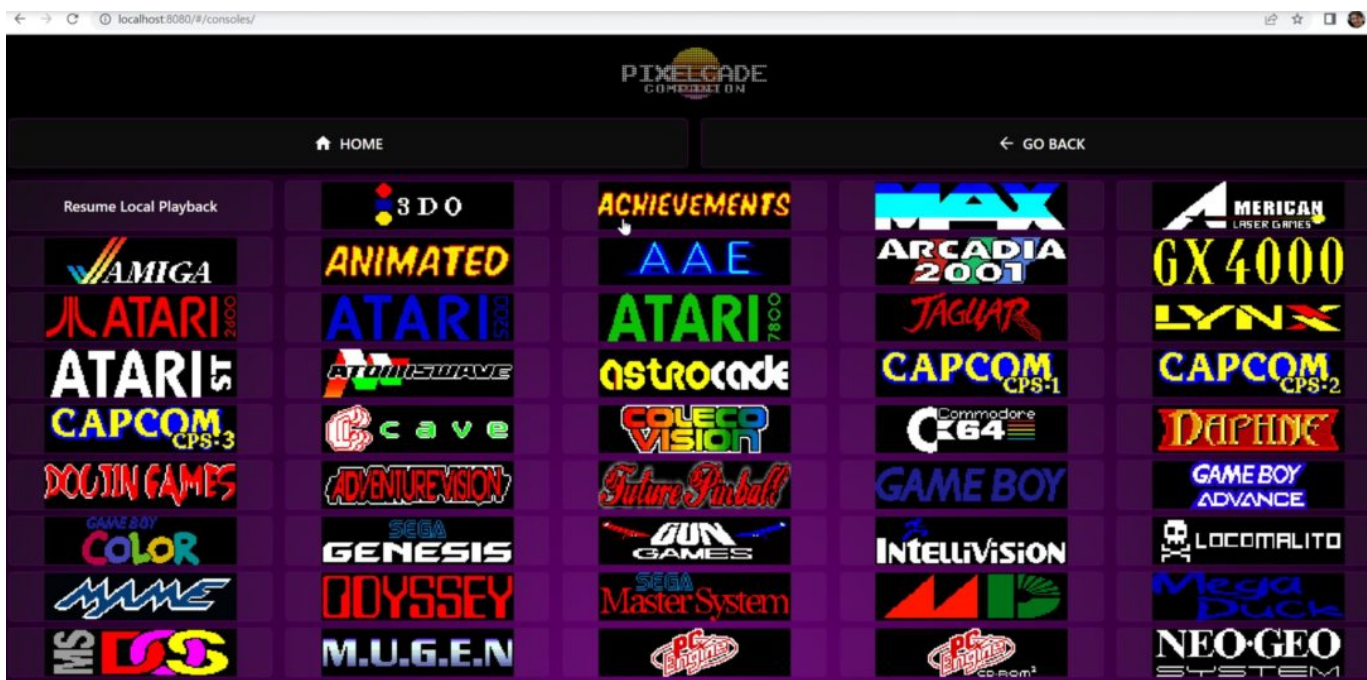 localhost:8080/#/consoles/
PIXELCADE
COMPANION
HOME
GO BACK
Resume Local Playback
3DO
ACHIEVEMENTS
MAX
AMERICAN
LASER GAMES
AMIGA
ANIMATED
AAE
ARCADIA
2001
GX4000
ATARI 2600
ATARI 5200
ATARI 7800
JAGUAR
LYNX
ATARI ST
ATOMISWAVE
astrocade
CAPCOM
CPS-1
CAPCOM
CPS-2
CAPCOM
CPS-3
cave
COLECO
VISION
Commodore
C64
DAPHNE
DOUJIN GAMES
ADVENTUREVISION
Future Pinball
GAME BOY
GAME BOY
ADVANCE
GAME BOY
COLOR
SEGA
GENESIS
GUN
GAMES
INTELLIVISION
LOCOMALITO
MAME
ODYSSEY
SEGA
Master System
Mega
Duck
MS DOS
M.U.G.E.N
PC
Engine
PC
Engine
CD-ROM²
NEO·GEO
SYSTEM